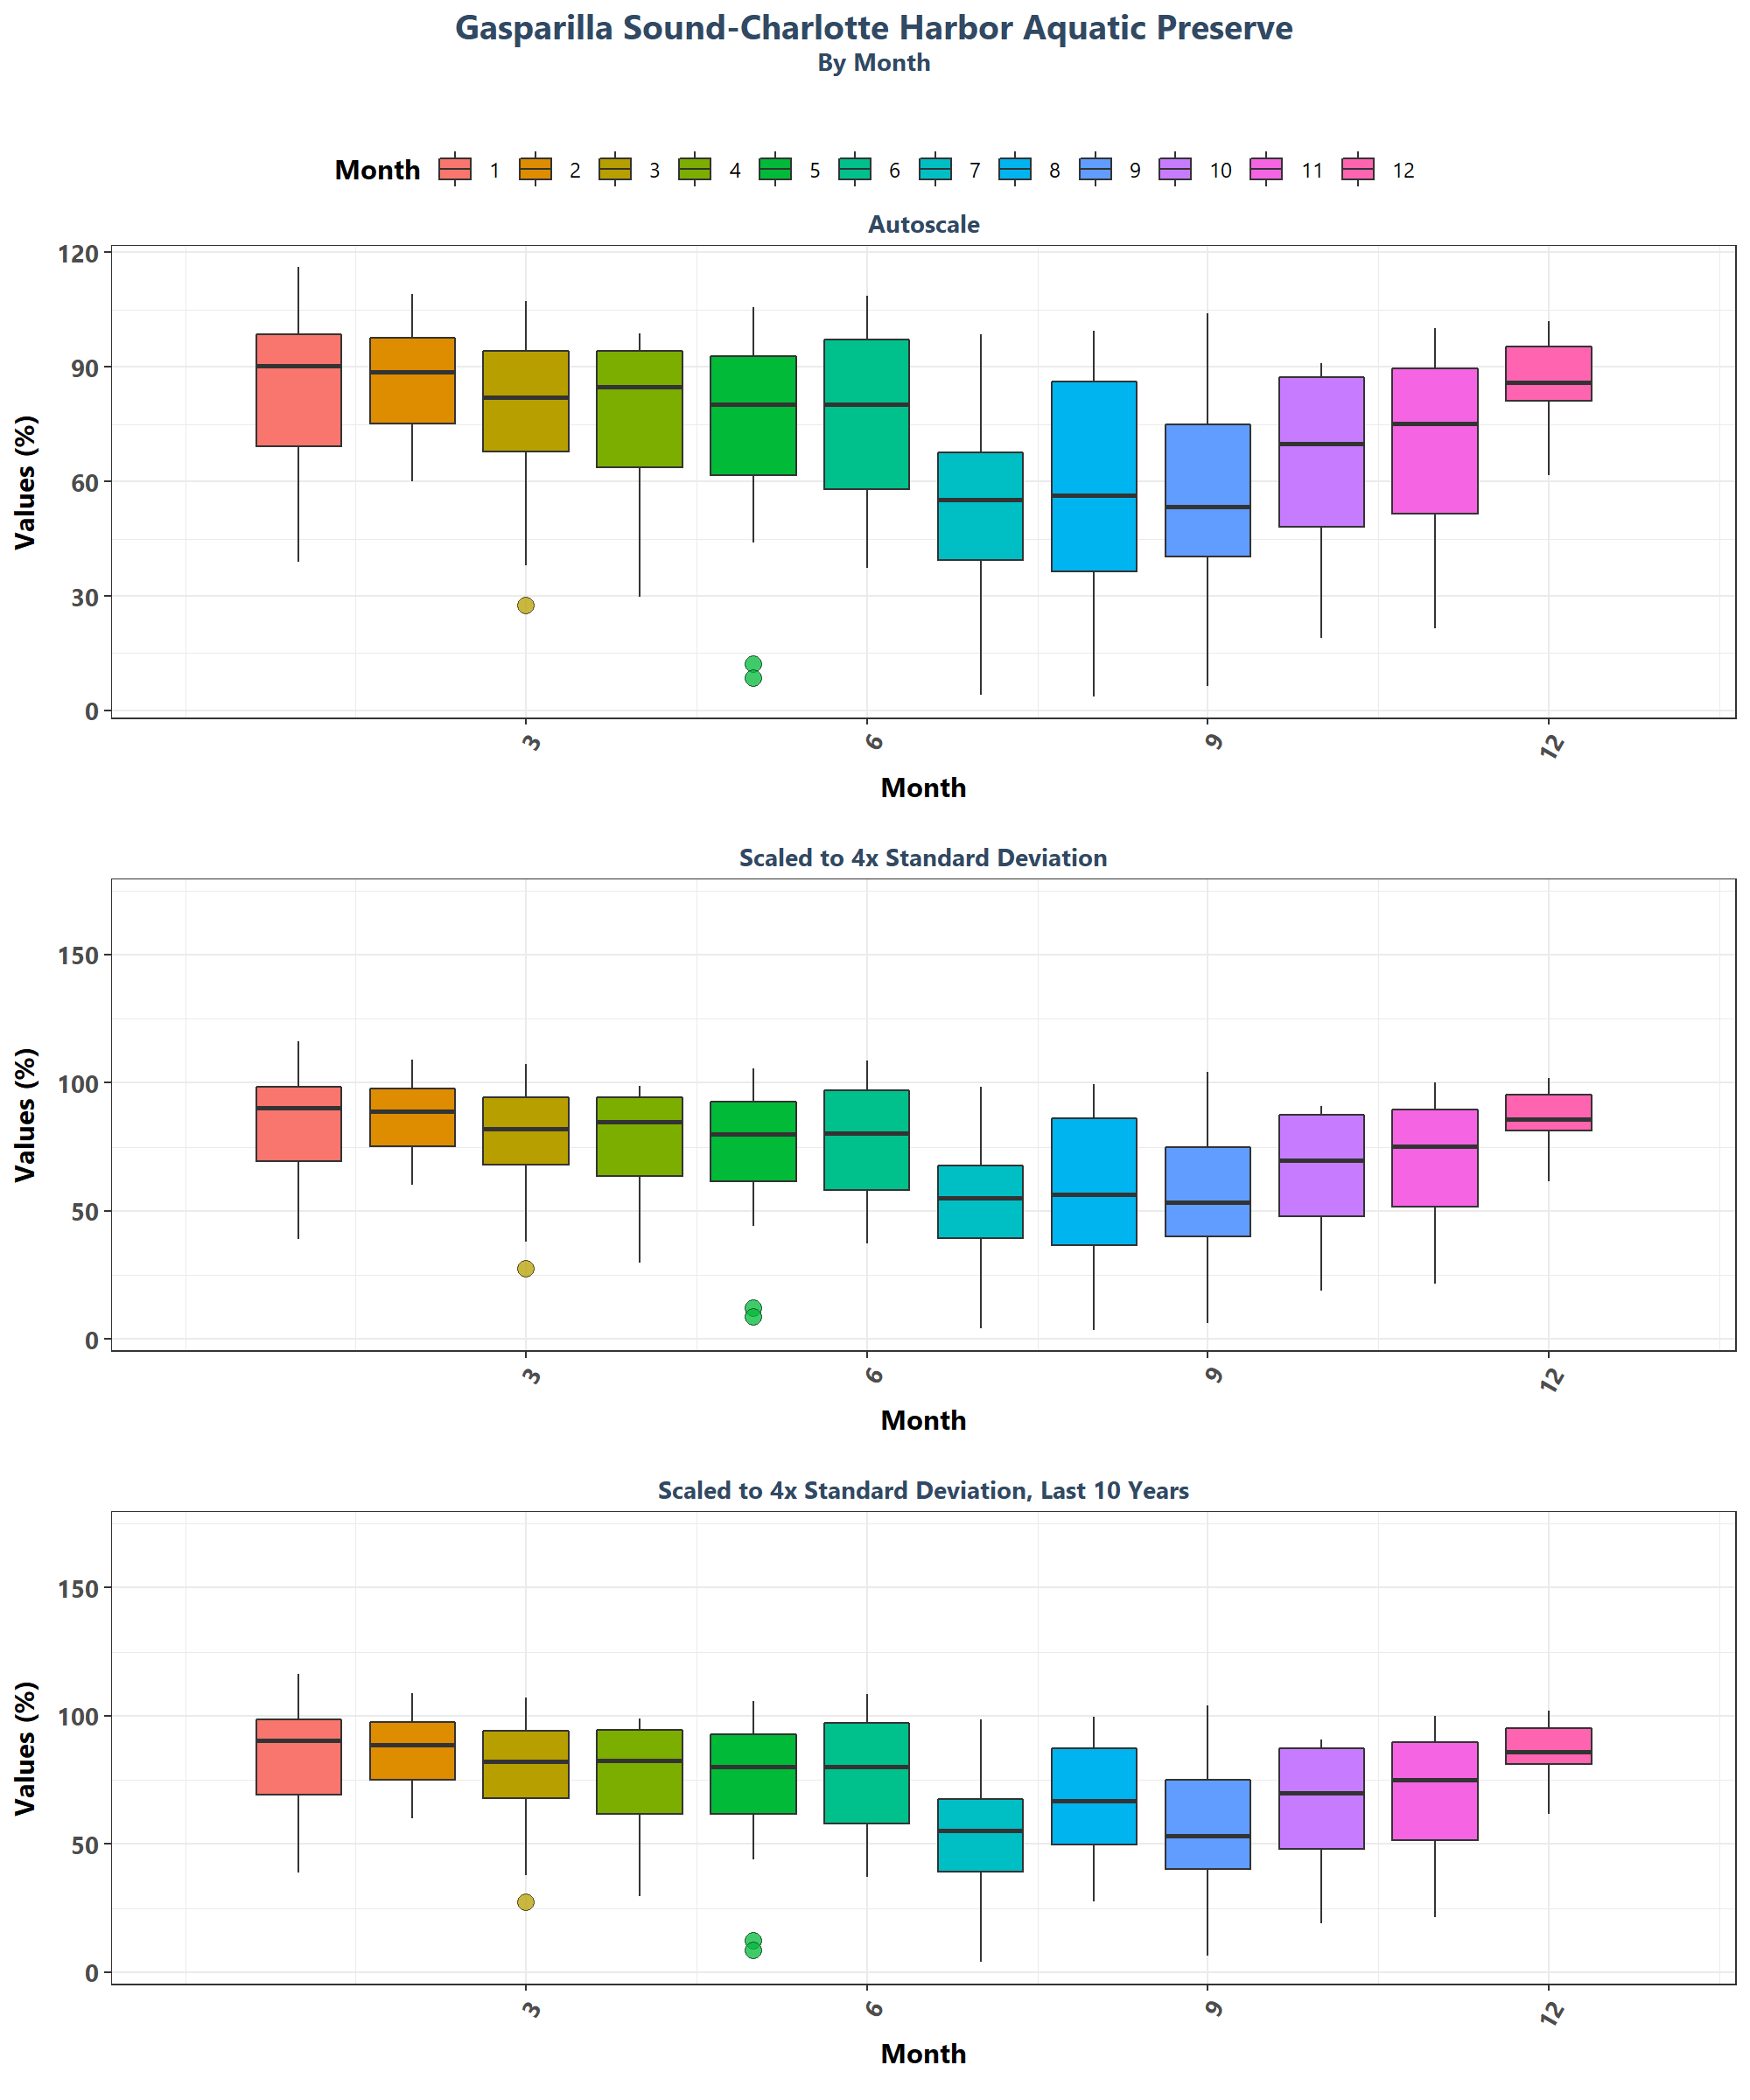 Gasparilla Sound-Charlotte Harbor Aquatic Preserve
By Month
Month 1 2 3 4 5 6 7 8 9 10 11 12
Autoscale
120
90
60
30
0
Values (%)
3 6 9 12
Month
Scaled to 4x Standard Deviation
150
100
50
0
Values (%)
3 6 9 12
Month
Scaled to 4x Standard Deviation, Last 10 Years
150
100
50
0
Values (%)
3 6 9 12
Month